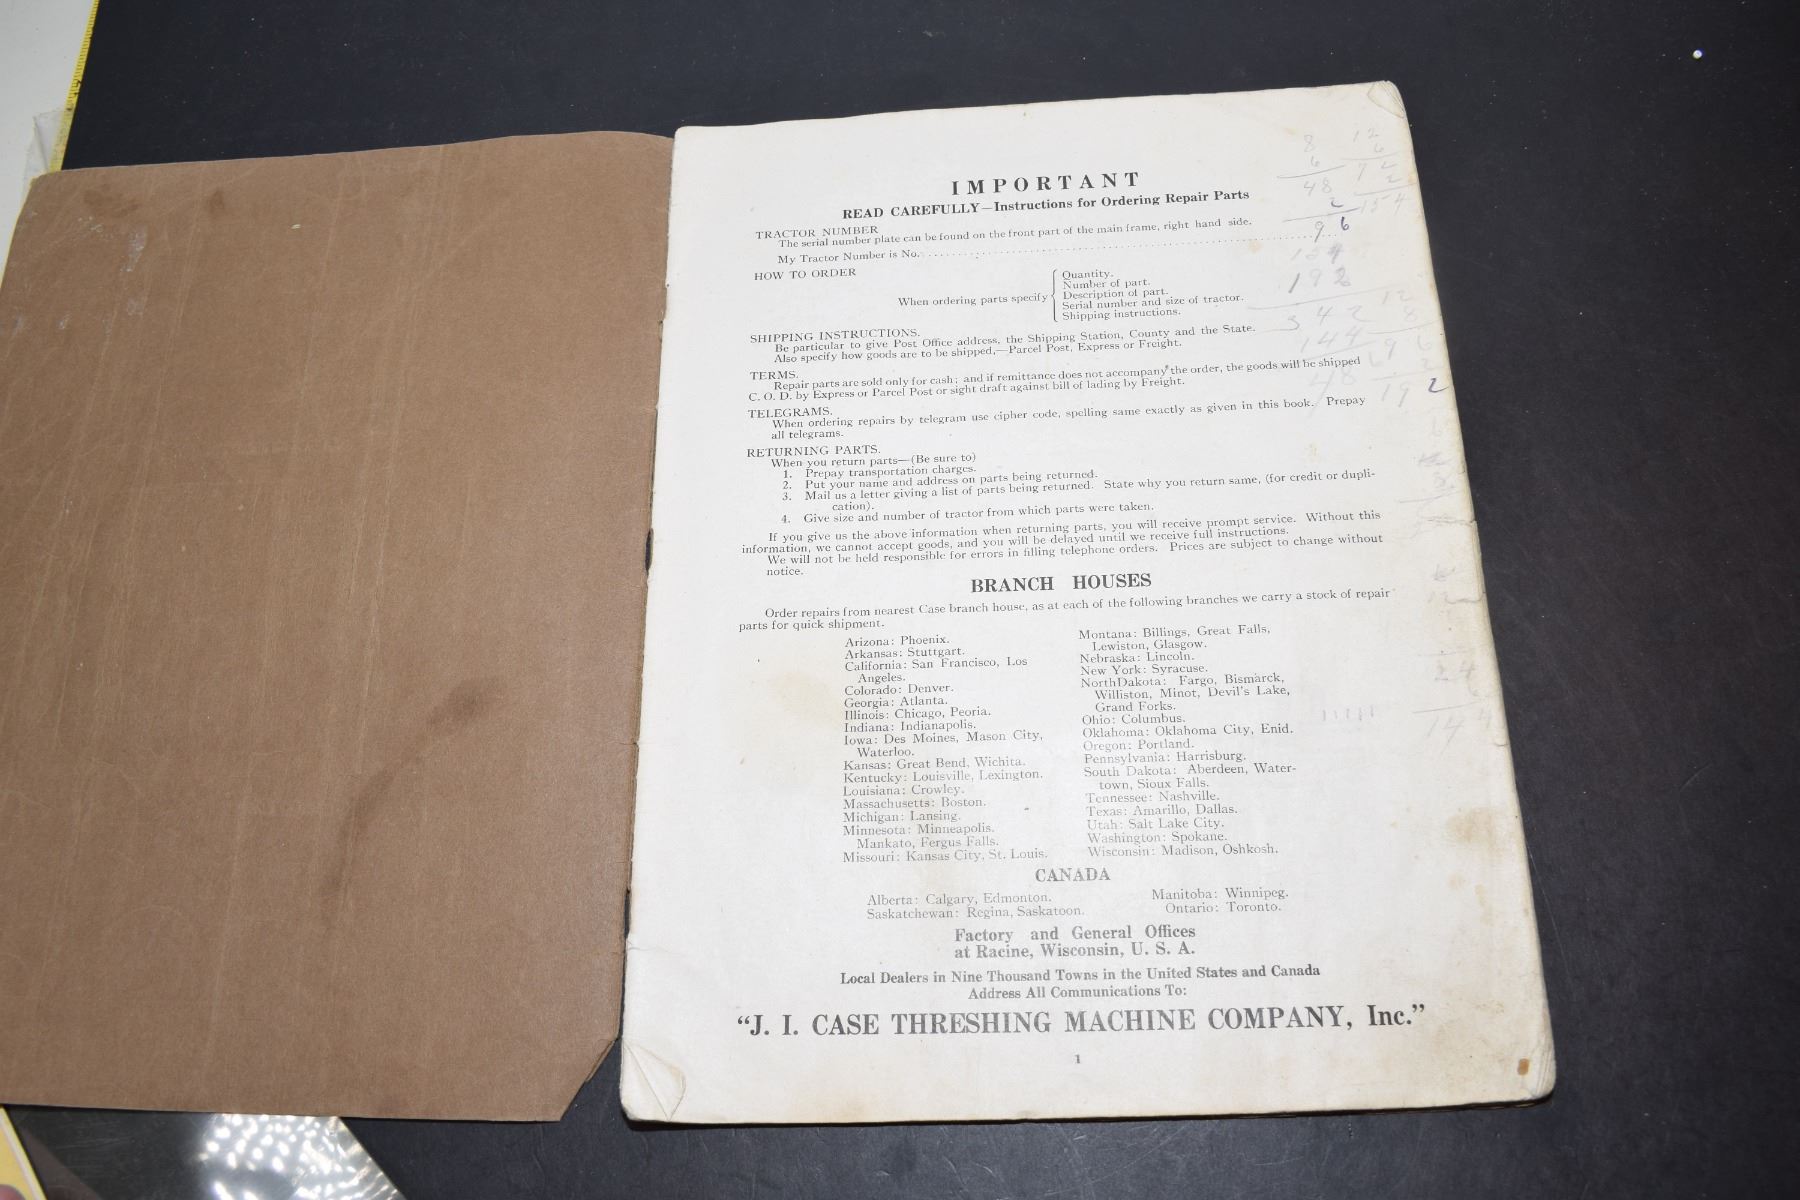 IMPORTANT
READ CAREFULLY—Instructions for Ordering Repair Parts
TRACTOR NUMBER
The serial number plate can be found on the front part of the main frame, right hand side.
My Tractor Number is No.
HOW TO ORDER
When ordering parts specify
Quantity.
Number of part.
Description of part.
Serial number and size of tractor.
Shipping instructions.
SHIPPING INSTRUCTIONS.
Be particular to give Post Office address, the Shipping Station, County and the State.
Also specify how goods are to be shipped,—Parcel Post, Express or Freight.
TERMS.
Repair parts are sold only for cash; and if remittance does not accompany the order, the goods will be shipped
C. O. D. by Express or Parcel Post or sight draft against bill of lading by Freight.
TELEGRAMS.
When ordering repairs by telegram use cipher code, spelling same exactly as given in this book. Prepay
all telegrams.
RETURNING PARTS.
When you return parts—(Be sure to)
1. Prepay transportation charges.
2. Put your name and address on parts being returned.
3. Mail us a letter giving a list of parts being returned. State why you return same, (for credit or dupli-
cation).
4. Give size and number of tractor from which parts were taken.
If you give us the above information when returning parts, you will receive prompt service. Without this
information, we cannot accept goods, and you will be delayed until we receive full instructions.
We will not be held responsible for errors in filling telephone orders. Prices are subject to change without
notice.
BRANCH HOUSES
Order repairs from nearest Case branch house, as at each of the following branches we carry a stock of repair
parts for quick shipment.
Arizona: Phoenix.
Arkansas: Stuttgart.
California: San Francisco, Los
Angeles.
Colorado: Denver.
Georgia: Atlanta.
Illinois: Chicago, Peoria.
Indiana: Indianapolis.
Iowa: Des Moines, Mason City,
Waterloo.
Kansas: Great Bend, Wichita.
Kentucky: Louisville, Lexington.
Louisiana: Crowley.
Massachusetts: Boston.
Michigan: Lansing.
Minnesota: Minneapolis.
Mankato, Fergus Falls.
Missouri: Kansas City, St. Louis.
Montana: Billings, Great Falls,
Lewiston, Glasgow.
Nebraska: Lincoln.
New York: Syracuse.
NorthDakota: Fargo, Bismarck,
Williston, Minot, Devil's Lake,
Grand Forks.
Ohio: Columbus.
Oklahoma: Oklahoma City, Enid.
Oregon: Portland.
Pennsylvania: Harrisburg.
South Dakota: Aberdeen, Water-
town, Sioux Falls.
Tennessee: Nashville.
Texas: Amarillo, Dallas.
Utah: Salt Lake City.
Washington: Spokane.
Wisconsin: Madison, Oshkosh.
CANADA
Alberta: Calgary, Edmonton.
Saskatchewan: Regina, Saskatoon.
Manitoba: Winnipeg.
Ontario: Toronto.
Factory and General Offices
at Racine, Wisconsin, U. S. A.
Local Dealers in Nine Thousand Towns in the United States and Canada
Address All Communications To:
"J. I. CASE THRESHING MACHINE COMPANY, Inc."
1
8
6
48
2
96
12
6
72
2
154
192
342
144
12
8
96
2
192
24
144